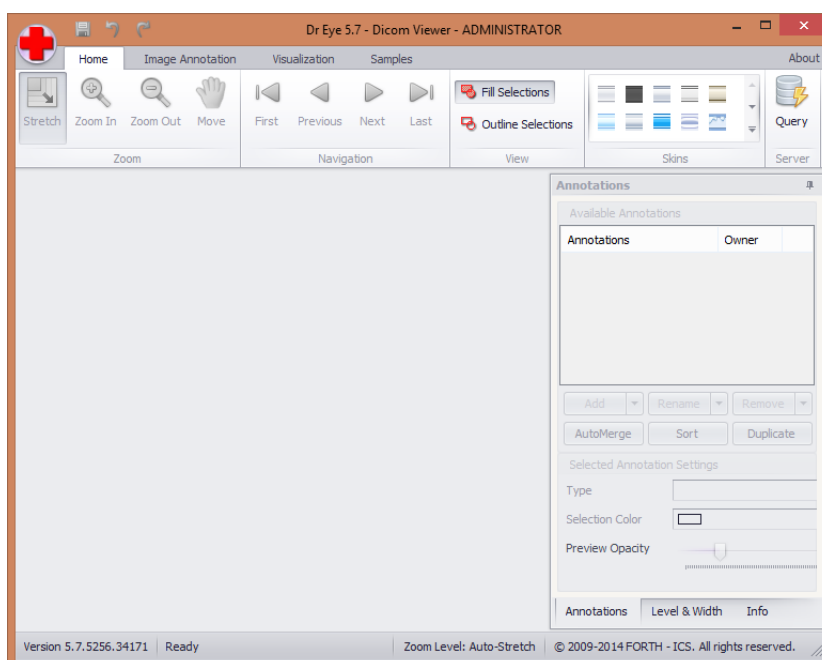 Dr Eye 5.7 - Dicom Viewer - ADMINISTRATOR
Home Image Annotation Visualization Samples About
Stretch Zoom In Zoom Out Move First Previous Next Last Fill Selections Outline Selections Query
Zoom Navigation View Skins Server
Annotations
Available Annotations
Annotations Owner
Add Rename Remove
AutoMerge Sort Duplicate
Selected Annotation Settings
Type
Selection Color
Preview Opacity
Annotations Level & Width Info
Version 5.7.5256.34171 Ready Zoom Level: Auto-Stretch © 2009-2014 FORTH - ICS. All rights reserved.